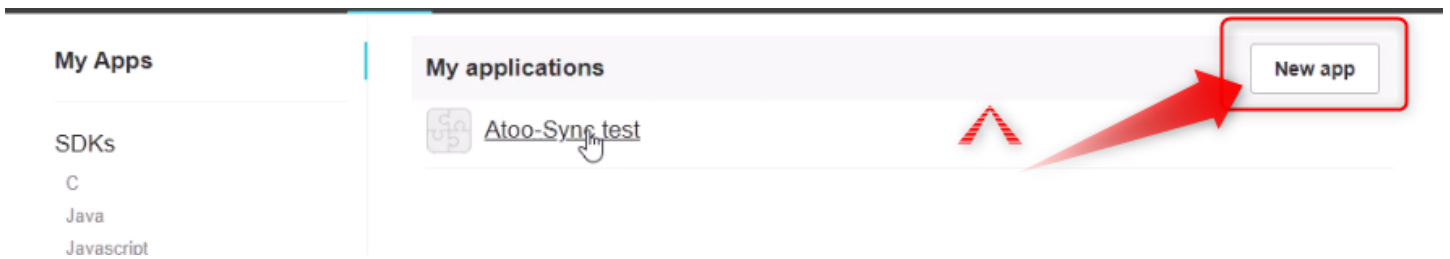 My Apps
My applications
New app
Atoo-Sync test
SDKs
C
Java
Javascript